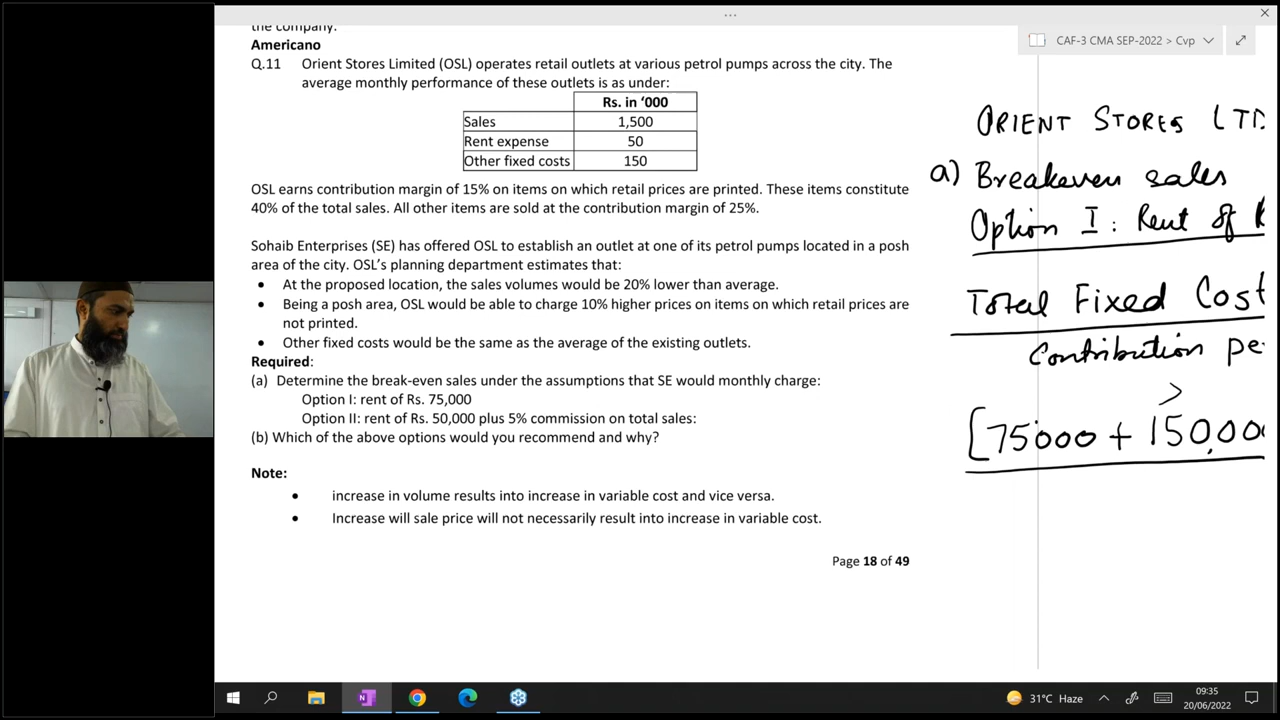 the company.
Americano
Q.11 Orient Stores Limited (OSL) operates retail outlets at various petrol pumps across the city. The
average monthly performance of these outlets is as under:
Rs. in ‘000
Sales 1,500
Rent expense 50
Other fixed costs 150
OSL earns contribution margin of 15% on items on which retail prices are printed. These items constitute
40% of the total sales. All other items are sold at the contribution margin of 25%.
Sohaib Enterprises (SE) has offered OSL to establish an outlet at one of its petrol pumps located in a posh
area of the city. OSL’s planning department estimates that:
• At the proposed location, the sales volumes would be 20% lower than average.
• Being a posh area, OSL would be able to charge 10% higher prices on items on which retail prices are
not printed.
• Other fixed costs would be the same as the average of the existing outlets.
Required:
(a) Determine the break-even sales under the assumptions that SE would monthly charge:
Option I: rent of Rs. 75,000
Option II: rent of Rs. 50,000 plus 5% commission on total sales:
(b) Which of the above options would you recommend and why?
Note:
• increase in volume results into increase in variable cost and vice versa.
• Increase will sale price will not necessarily result into increase in variable cost.
Page 18 of 49
CAF-3 CMA SEP-2022 > Cvp
ORIENT STORES LTD.
a) Breakeven sales
Option I: Rent of
Total Fixed Cost
Contribution pe
[75000 + 150,00
31°C Haze
09:35
20/06/2022